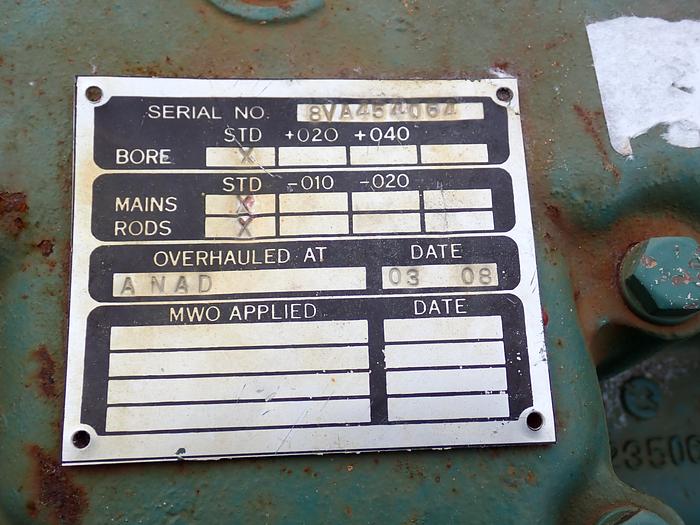 SERIAL NO. 8VA454064
STD +020 +040
BORE X
STD -010 -020
MAINS X
RODS X
OVERHAULED AT DATE
ANAD 03 08
MWO APPLIED DATE